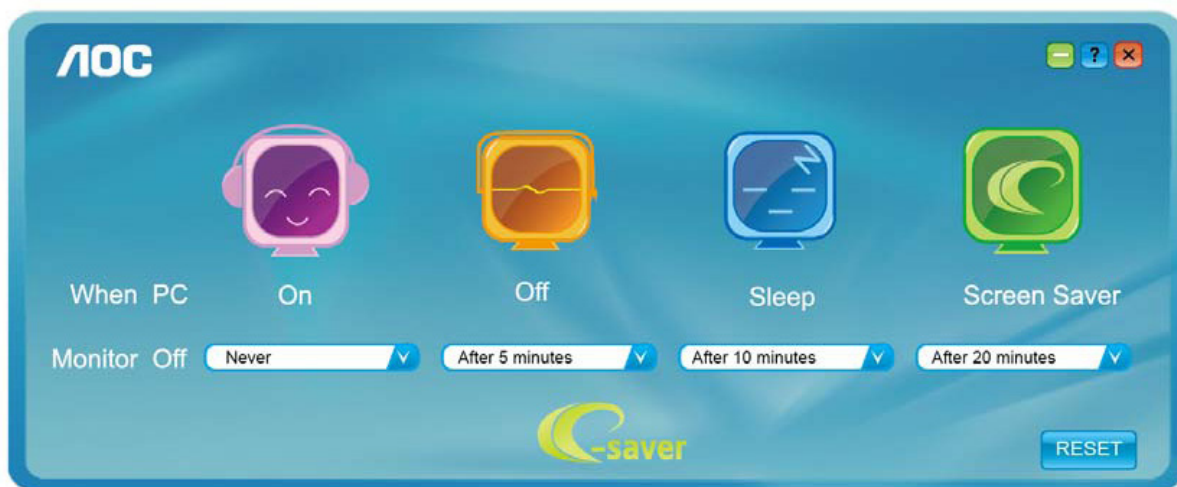 AOC
?
When PC On Off Sleep Screen Saver
Monitor Off Never After 5 minutes After 10 minutes After 20 minutes
e-saver
RESET